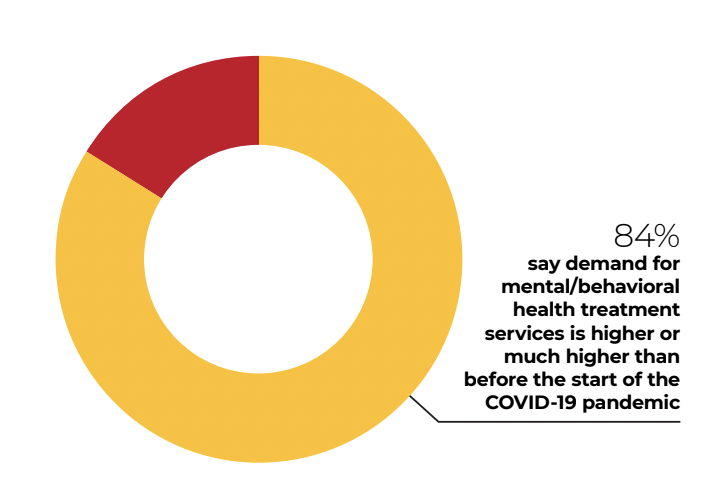 84%
say demand for
mental/behavioral
health treatment
services is higher or
much higher than
before the start of the
COVID-19 pandemic